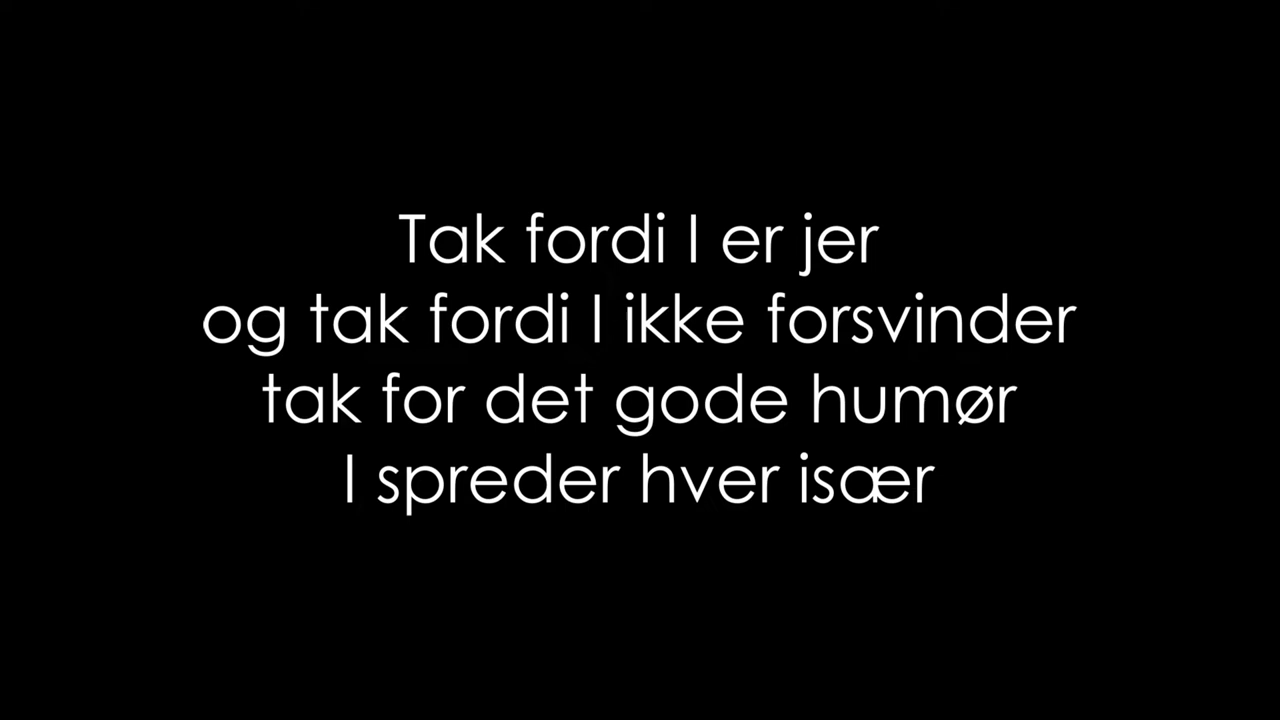 Tak fordi I er jer
og tak fordi I ikke forsvinder
tak for det gode humør
I spreder hver især